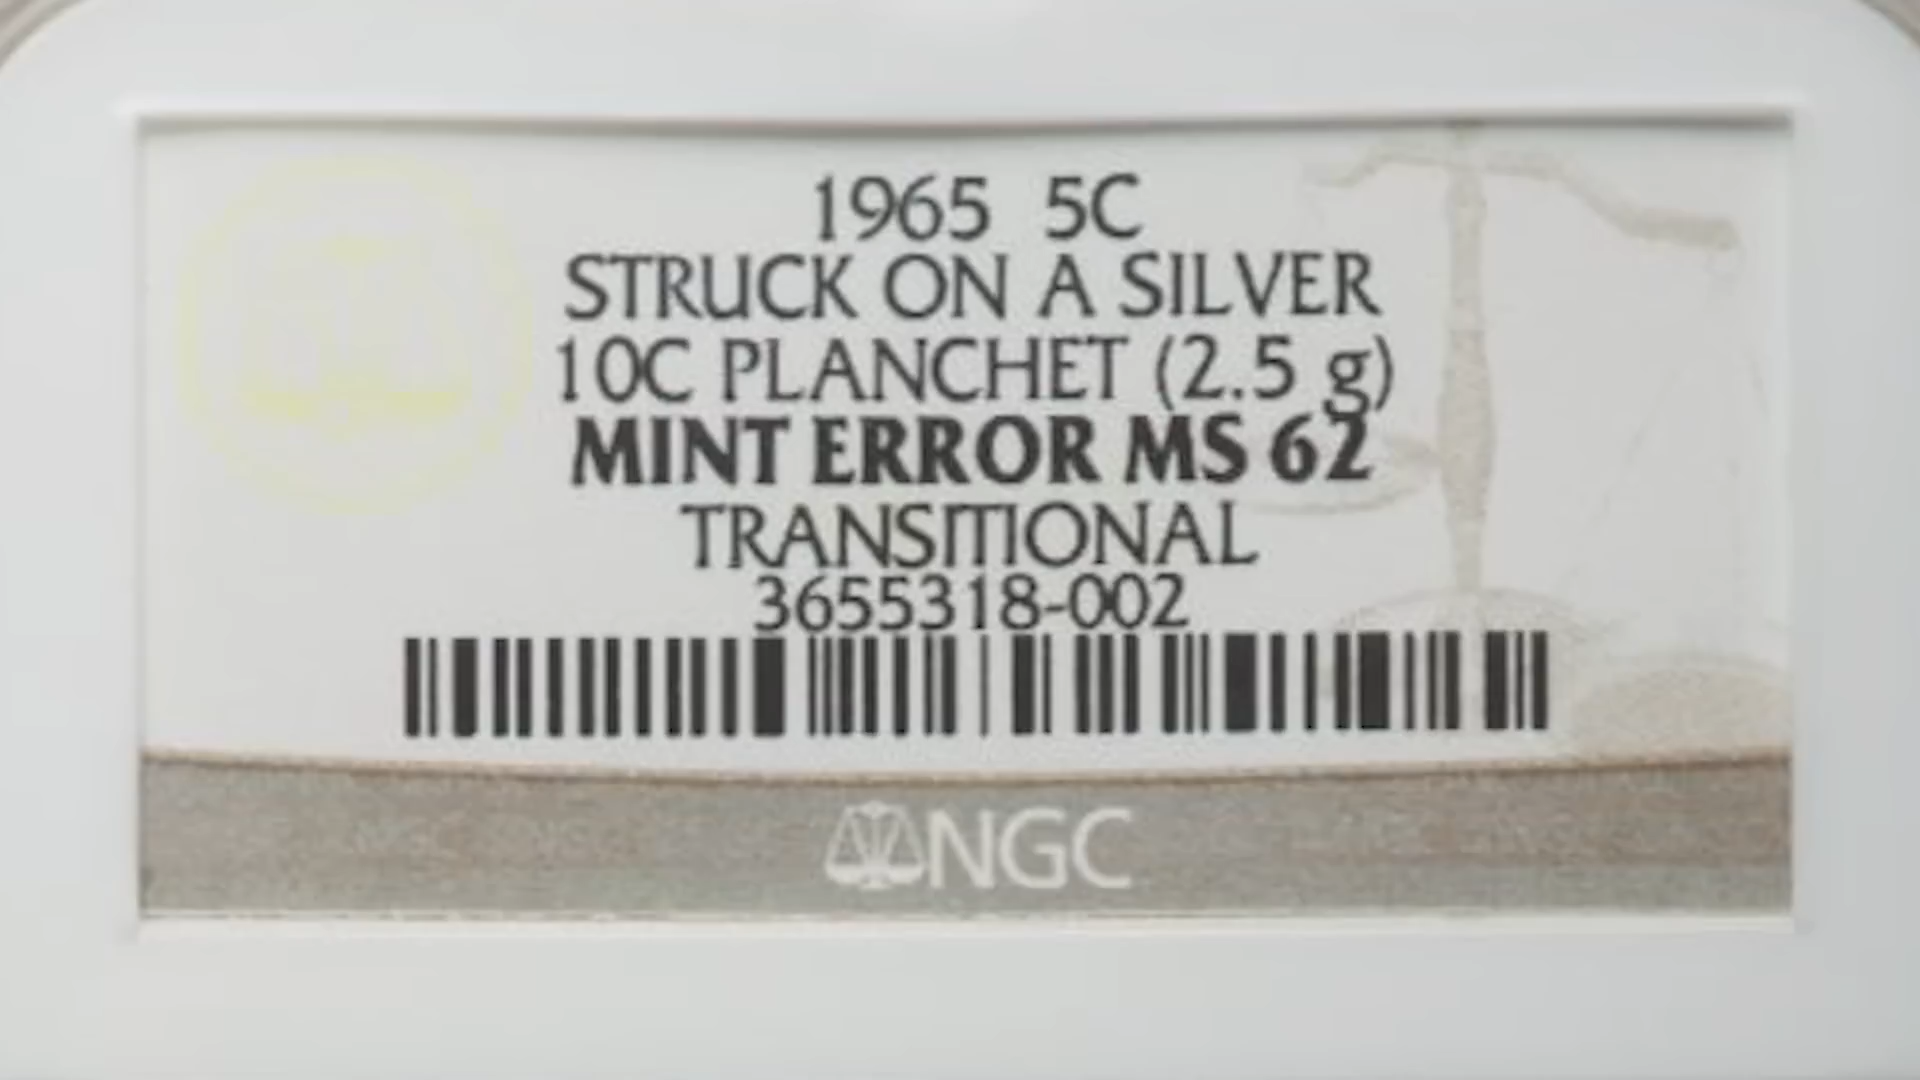 1965 5C
STRUCK ON A SILVER
10C PLANCHET (2.5 g)
MINT ERROR MS 62
TRANSITIONAL
3655318-002
NGC